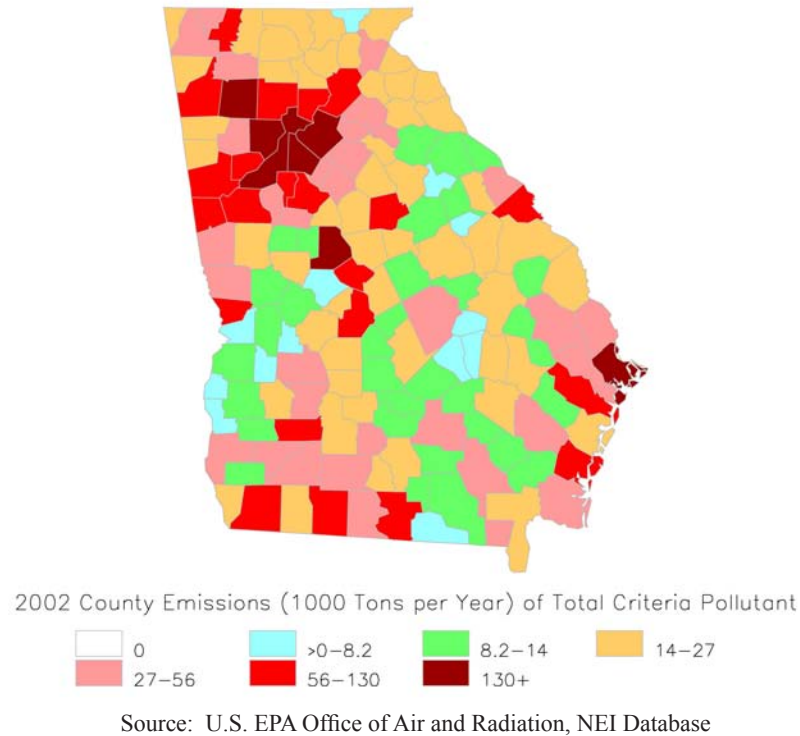 2002 County Emissions (1000 Tons per Year) of Total Criteria Pollutant
0 >0-8.2 8.2-14 14-27
27-56 56-130 130+
Source: U.S. EPA Office of Air and Radiation, NEI Database